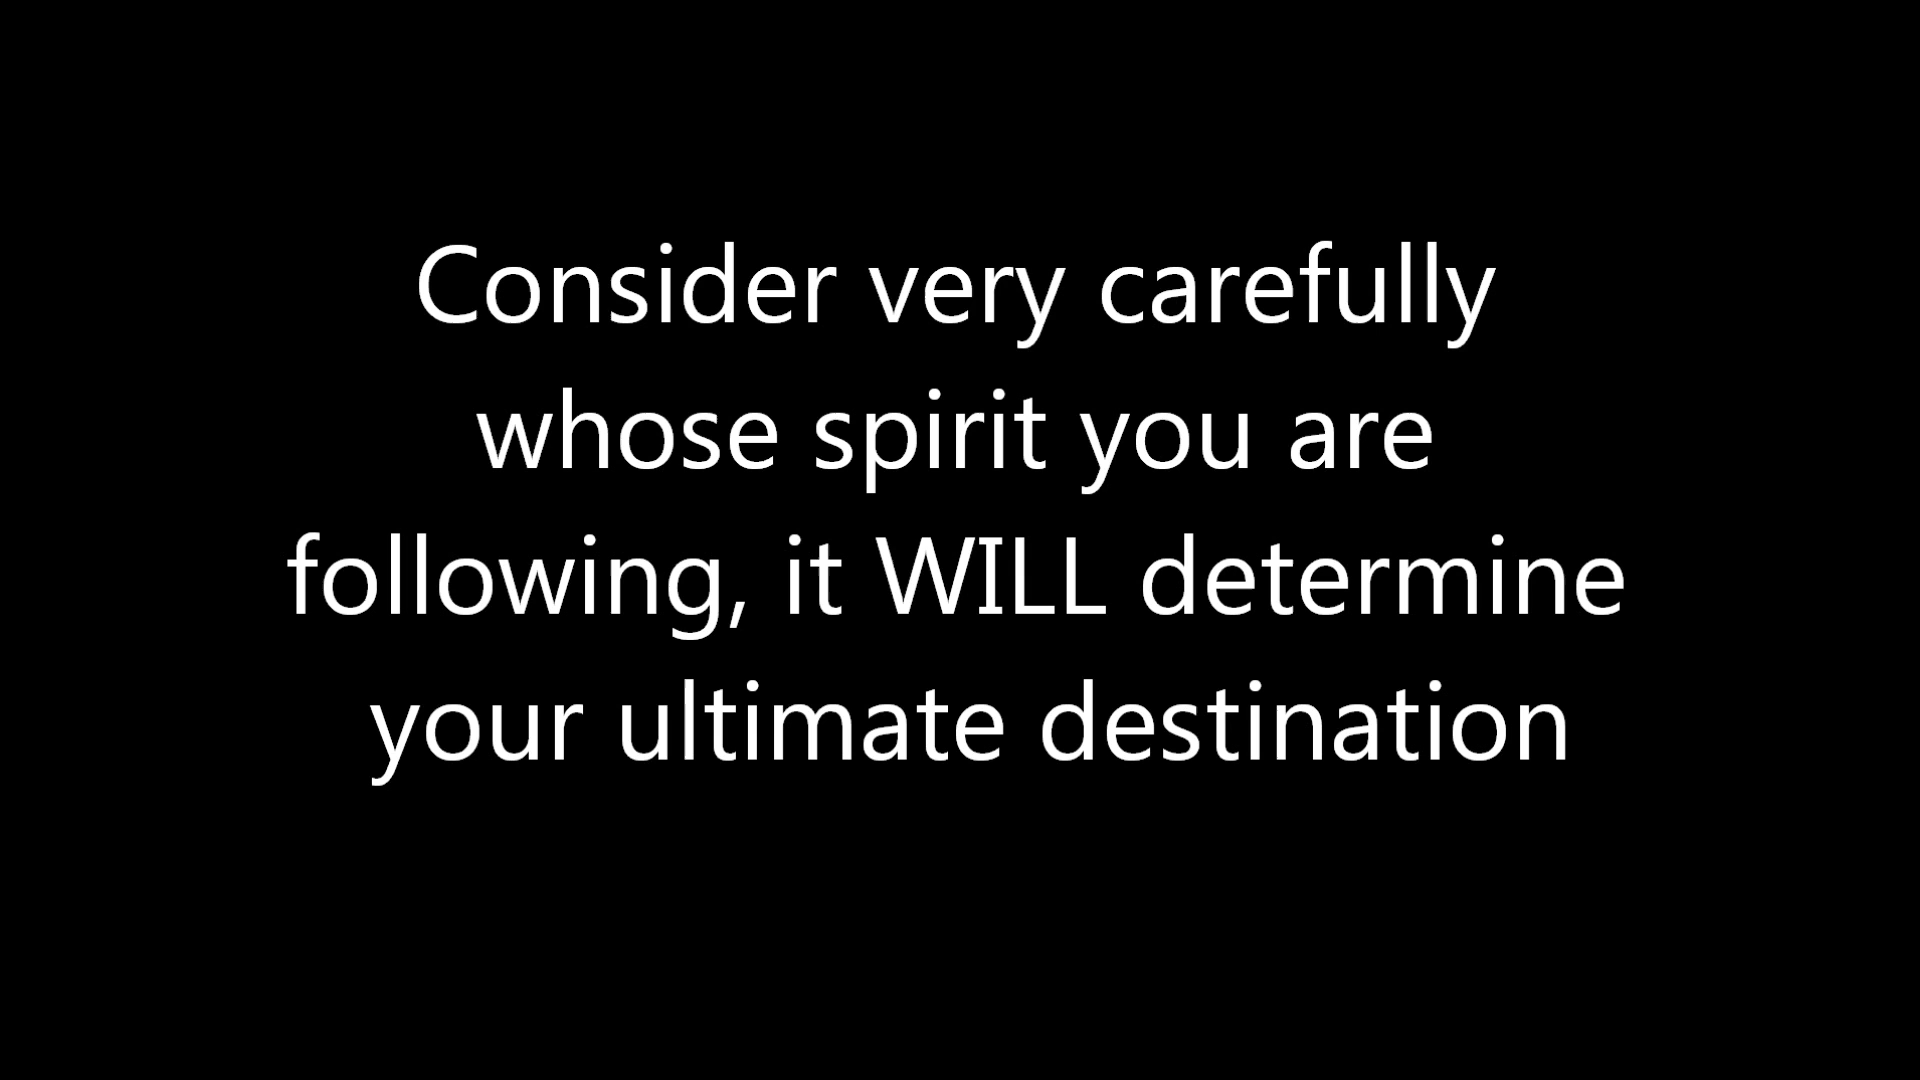 Consider very carefully
whose spirit you are
following, it WILL determine
your ultimate destination